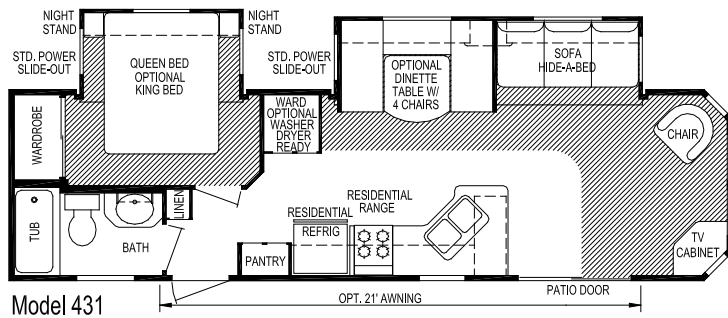 NIGHT
STAND
NIGHT
STAND
STD. POWER
SLIDE-OUT
STD. POWER
SLIDE-OUT
QUEEN BED
OPTIONAL
KING BED
OPTIONAL
DINETTE
TABLE W/
4 CHAIRS
SOFA
HIDE-A-BED
WARDROBE
WARD
OPTIONAL
WASHER
DRYER
READY
CHAIR
TUB
BATH
LINEN
RESIDENTIAL
RANGE
RESIDENTIAL
REFRIG
PANTRY
TV
CABINET
PATIO DOOR
OPT. 21' AWNING
Model 431